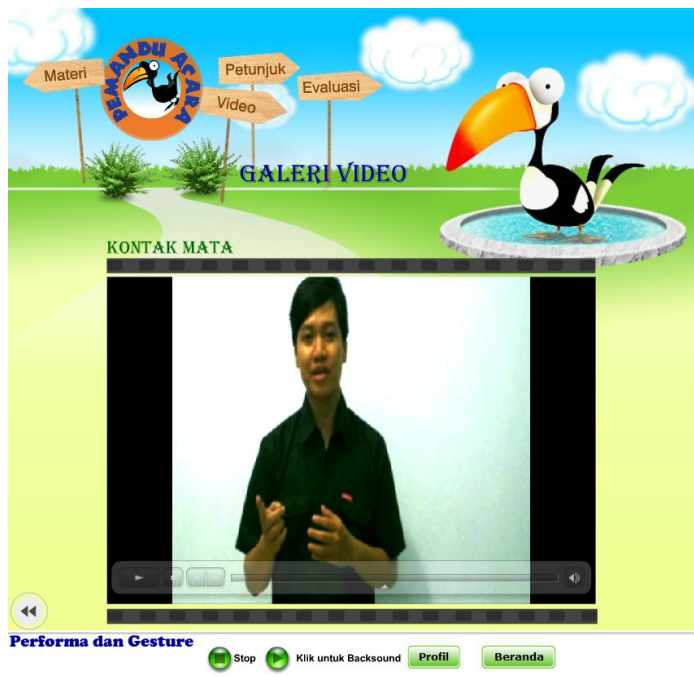 Materi
PEMANDU ACARA
Petunjuk
Evaluasi
Video
GALERI VIDEO
KONTAK MATA
Performa dan Gesture
Stop
Klik untuk Backsound
Profil
Beranda